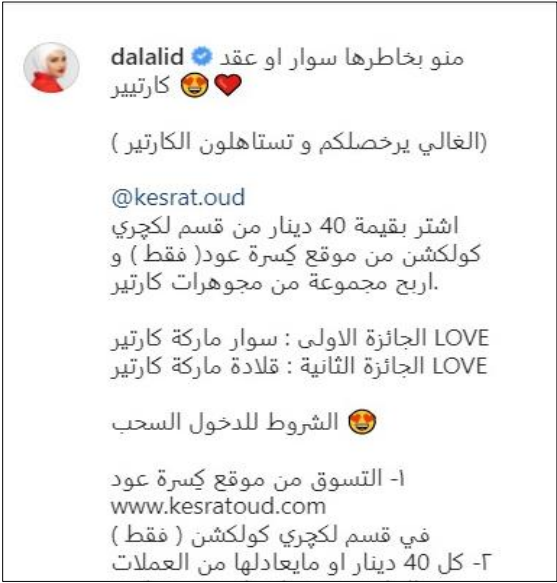 dalalid منو بخاطرها سوار او عقد
كارتيير 😍❤
(الغالي يرخصلكم و تستاهلون الكارتير )
@kesrat.oud
اشتر بقيمة 40 دينار من قسم لكچري
كولكشن من موقع كِسرة عود( فقط ) و
اربح مجموعة من مجوهرات كارتير.
LOVE الجائزة الاولى : سوار ماركة كارتير
LOVE الجائزة الثانية : قلادة ماركة كارتير
😍 الشروط للدخول السحب
١- التسوق من موقع كِسرة عود
www.kesratoud.com
في قسم لكچري كولكشن ( فقط )
٢- كل 40 دينار او مايعادلها من العملات